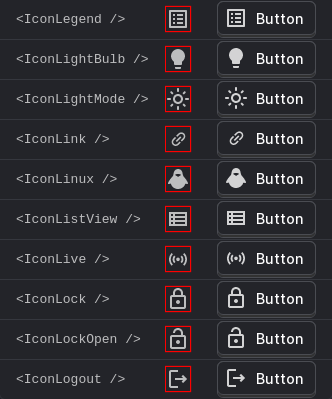 <IconLegend /> Button
<IconLightBulb /> Button
<IconLightMode /> Button
<IconLink /> Button
<IconLinux /> Button
<IconListView /> Button
<IconLive /> Button
<IconLock /> Button
<IconLockOpen /> Button
<IconLogout /> Button